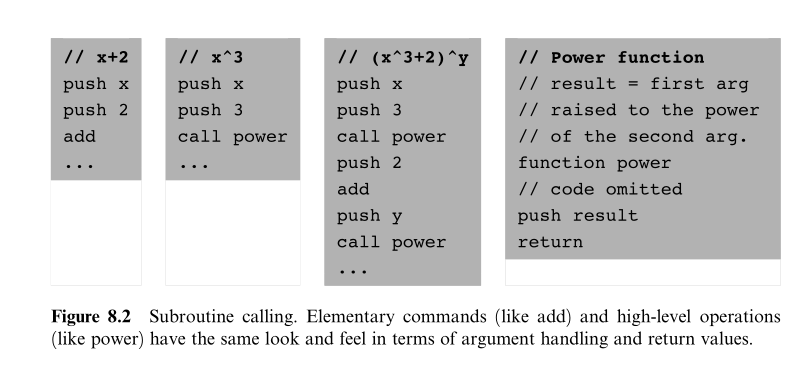 // x+2
push x
push 2
add
...
// x^3
push x
push 3
call power
...
// (x^3+2)^y
push x
push 3
call power
push 2
add
push y
call power
...
// Power function
// result = first arg
// raised to the power
// of the second arg.
function power
// code omitted
push result
return
Figure 8.2 Subroutine calling. Elementary commands (like add) and high-level operations
(like power) have the same look and feel in terms of argument handling and return values.